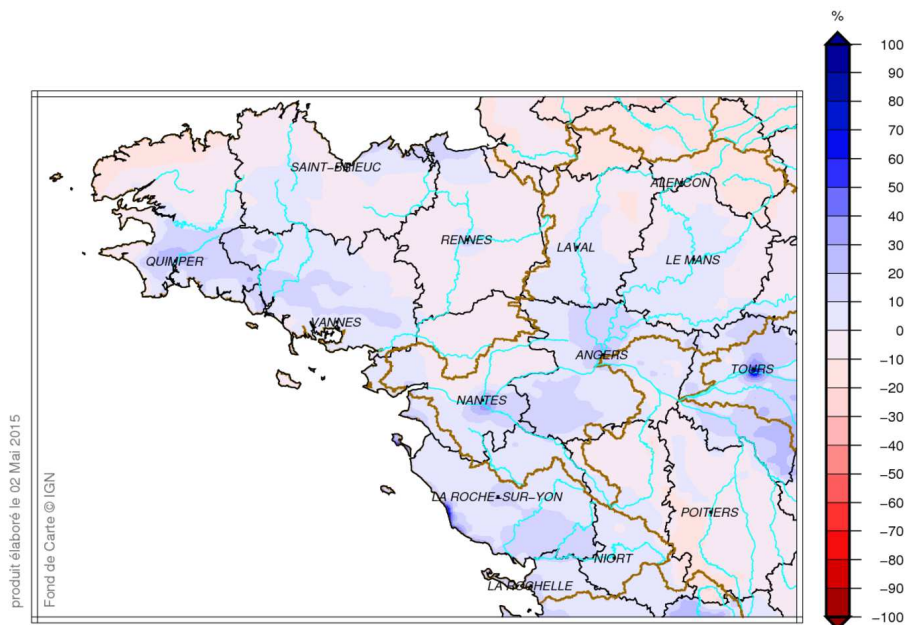 %
100
90
80
70
60
50
40
30
20
10
0
−10
−20
−30
−40
−50
−60
−70
−80
−90
−100
SAINT−BRIEUC
ALENCON
RENNES
LAVAL
QUIMPER
LE MANS
VANNES
ANGERS
TOURS
NANTES
LA ROCHE−SUR−YON
POITIERS
NIORT
LA ROCHELLE
produit élaboré le 02 Mai 2015
Fond de Carte © IGN